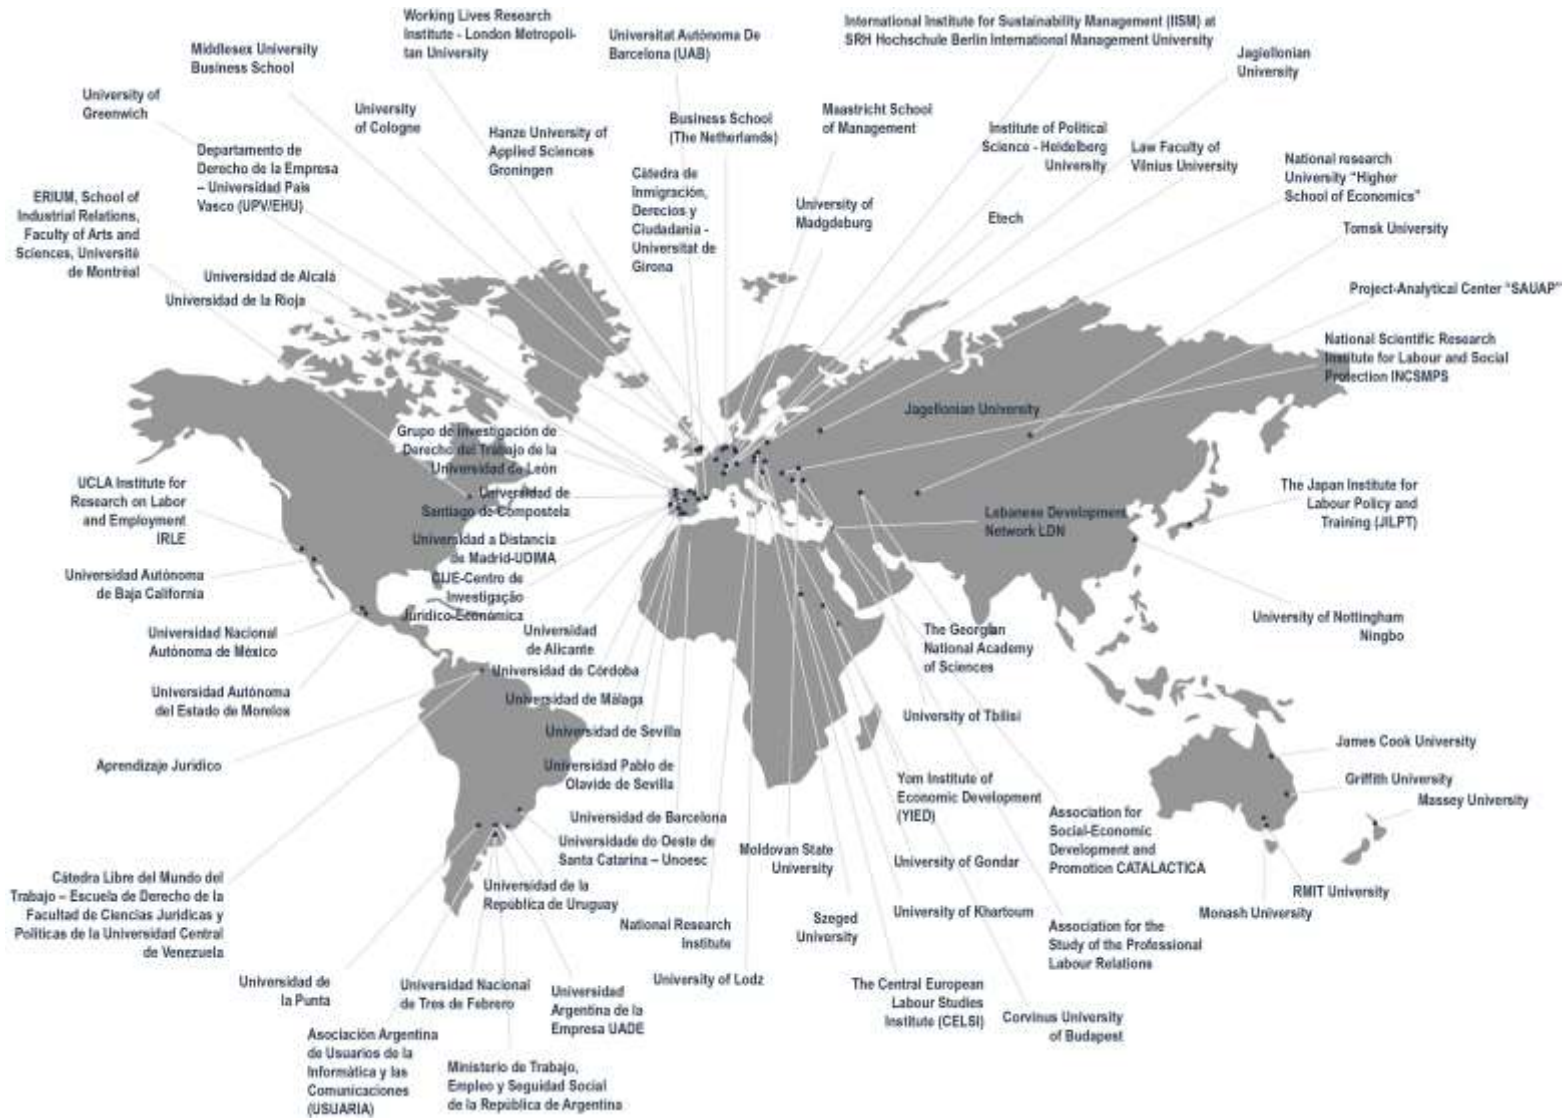 Working Lives Research
Institute - London Metropoli-
tan University
Universitat Autònoma De
Barcelona (UAB)
International Institute for Sustainability Management (IISM) at
SRH Hochschule Berlin International Management University
Middlesex University
Business School
Jagiellonian
University
University of
Greenwich
University
of Cologne
Hanze University of
Applied Sciences
Groningen
Business School
(The Netherlands)
Maastricht School
of Management
Institute of Political
Science - Heidelberg
University
Law Faculty of
Vilnius University
National research
University "Higher
School of Economics"
Departamento de
Derecho de la Empresa
– Universidad Pais
Vasco (UPV/EHU)
Cátedra de
Inmigración,
Derecios y
Ciudadania -
Universitat de
Girona
University of
Madgdeburg
Etech
Tomsk University
ERIUM, School of
Industrial Relations,
Faculty of Arts and
Sciences, Université
de Montréal
Universidad de Alcalá
Universidad de la Rioja
Project-Analytical Center "SAUAP"
National Scientific Research
Institute for Labour and Social
Protection INCSMPS
Jagellonian University
Grupo de Investigación de
Derecho del Trabajo de la
Universidad de León
UCLA Institute for
Research on Labor
and Employment
IRLE
Universidad de
Santiago de Compostela
The Japan Institute for
Labour Policy and
Training (JILPT)
Lebanese Development
Network LDN
Universidad a Distancia
de Madrid-UDIMA
Universidad Autónoma
de Baja California
CIJE-Centro de
Investigação
Jurídico-Económica
University of Nottingham
Ningbo
Universidad Nacional
Autónoma de México
Universidad
de Alicante
The Georgian
National Academy
of Sciences
Universidad de Córdoba
Universidad Autónoma
del Estado de Morelos
Universidad de Málaga
University of Tbilisi
Universidad de Sevilla
James Cook University
Aprendizaje Jurídico
Universidad Pablo de
Olavide de Sevilla
Yom Institute of
Economic Development
(YIED)
Griffith University
Massey University
Universidad de Barcelona
Association for
Social-Economic
Development and
Promotion CATALACTICA
Universidade do Oeste de
Santa Catarina – Unoesc
Moldovan State
University
University of Gondar
Cátedra Libre del Mundo del
Trabajo – Escuela de Derecho de la
Facultad de Ciencias Jurídicas y
Políticas de la Universidad Central
de Venezuela
Universidad de la
República de Uruguay
RMIT University
Monash University
National Research
Institute
Szeged
University
University of Khartoum
Association for the
Study of the Professional
Labour Relations
University of Lodz
Universidad de
la Punta
Universidad Nacional
de Tres de Febrero
Universidad
Argentina de la
Empresa UADE
The Central European
Labour Studies
Institute (CELSI)
Corvinus University
of Budapest
Asociación Argentina
de Usuarios de la
Informática y las
Comunicaciones
(USUARIA)
Ministerio de Trabajo,
Empleo y Seguidad Social
de la República de Argentina